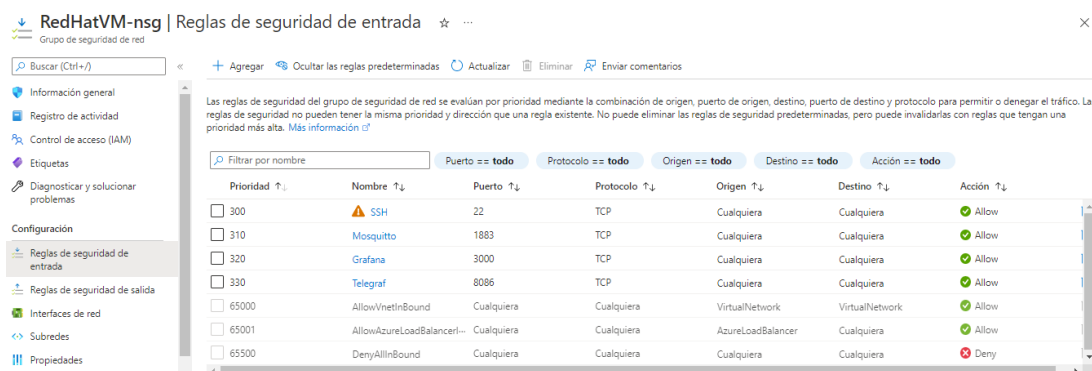 RedHatVM-nsg | Reglas de seguridad de entrada
Grupo de seguridad de red
Buscar (Ctrl+/)
Información general
Registro de actividad
Control de acceso (IAM)
Etiquetas
Diagnosticar y solucionar
problemas
Configuración
Reglas de seguridad de
entrada
Reglas de seguridad de salida
Interfaces de red
Subredes
Propiedades
Agregar Ocultar las reglas predeterminadas Actualizar Eliminar Enviar comentarios
Las reglas de seguridad del grupo de seguridad de red se evalúan por prioridad mediante la combinación de origen, puerto de origen, destino, puerto de destino y protocolo para permitir o denegar el tráfico. La
reglas de seguridad no pueden tener la misma prioridad y dirección que una regla existente. No puede eliminar las reglas de seguridad predeterminadas, pero puede invalidarlas con reglas que tengan una
prioridad más alta. Más información
Filtrar por nombre Puerto == todo Protocolo == todo Origen == todo Destino == todo Acción == todo
Prioridad Nombre Puerto Protocolo Origen Destino Acción
300 SSH 22 TCP Cualquiera Cualquiera Allow
310 Mosquitto 1883 TCP Cualquiera Cualquiera Allow
320 Grafana 3000 TCP Cualquiera Cualquiera Allow
330 Telegraf 8086 TCP Cualquiera Cualquiera Allow
65000 AllowVnetInBound Cualquiera Cualquiera VirtualNetwork VirtualNetwork Allow
65001 AllowAzureLoadBalancerI... Cualquiera Cualquiera AzureLoadBalancer Cualquiera Allow
65500 DenyAllInBound Cualquiera Cualquiera Cualquiera Cualquiera Deny